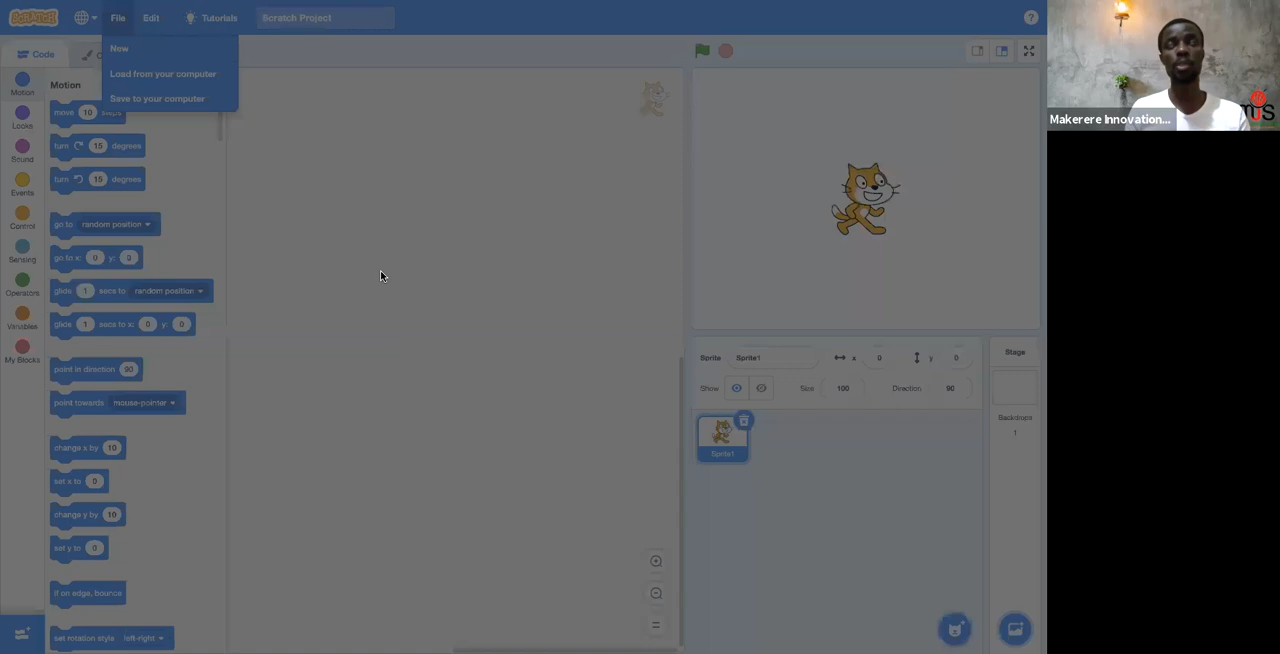 SCRATCH
File
Edit
Tutorials
Scratch Project
?
New
Load from your computer
Save to your computer
Code
Motion
Looks
Sound
Events
Control
Sensing
Operators
Variables
My Blocks
Motion
move 10 steps
turn 15 degrees
turn 15 degrees
go to random position
go to x: 0 y: 0
glide 1 secs to random position
glide 1 secs to x: 0 y: 0
point in direction 90
point towards mouse-pointer
change x by 10
set x to 0
change y by 10
set y to 0
if on edge, bounce
set rotation style left-right
Sprite Sprite1 x 0 y 0
Show Size 100 Direction 90
Sprite1
Stage
Backdrops
1
Makerere Innovation...